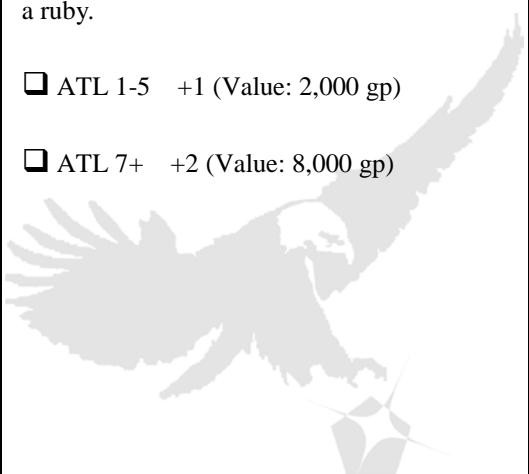 a ruby.
❑ ATL 1-5 +1 (Value: 2,000 gp)
❑ ATL 7+ +2 (Value: 8,000 gp)